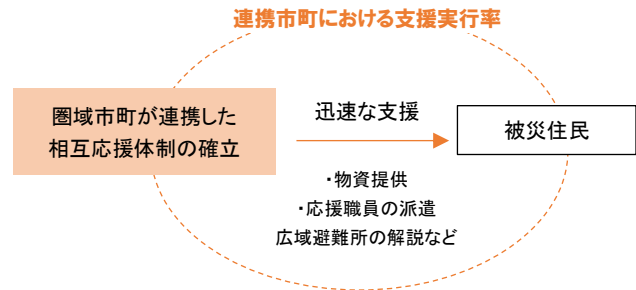 連携市町における支援実行率
圏域市町が連携した
相互応援体制の確立
迅速な支援
被災住民
・物資提供
・応援職員の派遣
広域避難所の解説など